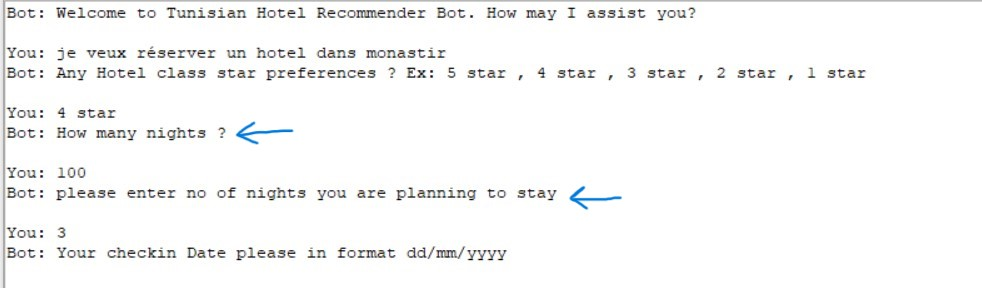 Bot: Welcome to Tunisian Hotel Recommender Bot. How may I assist you?
You: je veux réserver un hotel dans monastir
Bot: Any Hotel class star preferences ? Ex: 5 star , 4 star , 3 star , 2 star , 1 star
You: 4 star
Bot: How many nights ?
You: 100
Bot: please enter no of nights you are planning to stay
You: 3
Bot: Your checkin Date please in format dd/mm/yyyy